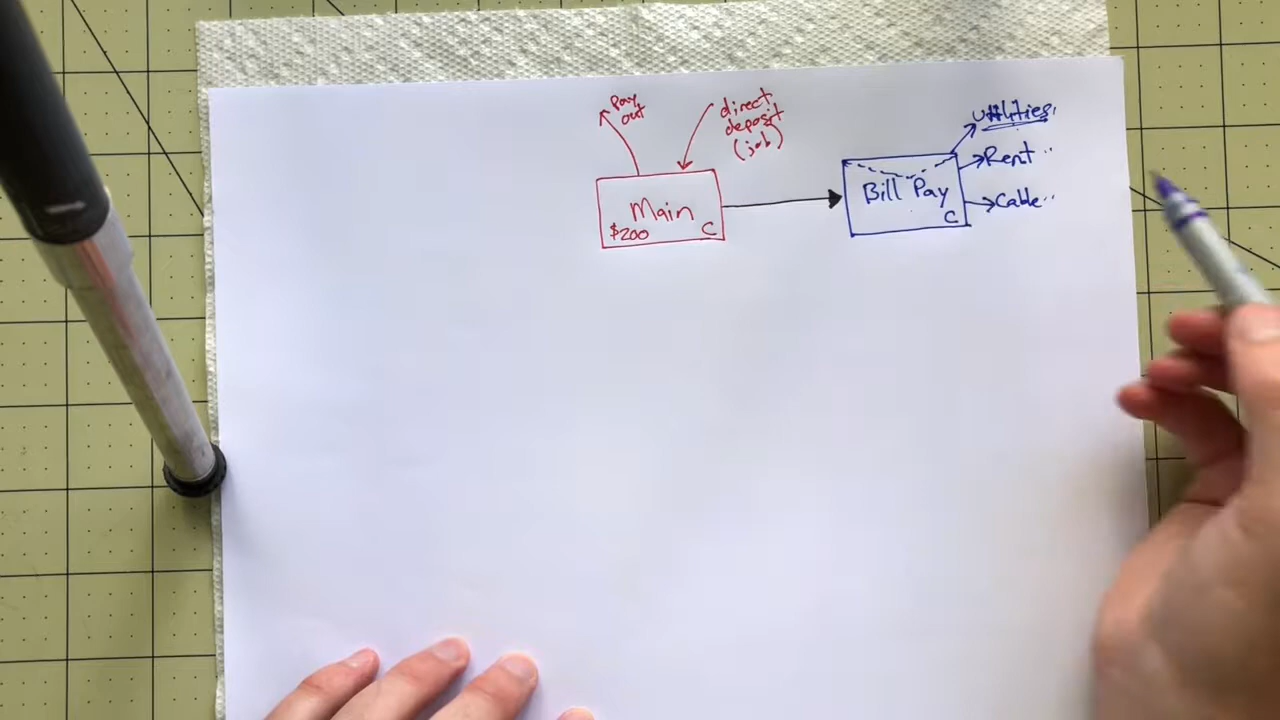 pay
out
direct
deposit
(job)
Main
$200
C
Bill Pay
C
Utilities
Rent
Cable